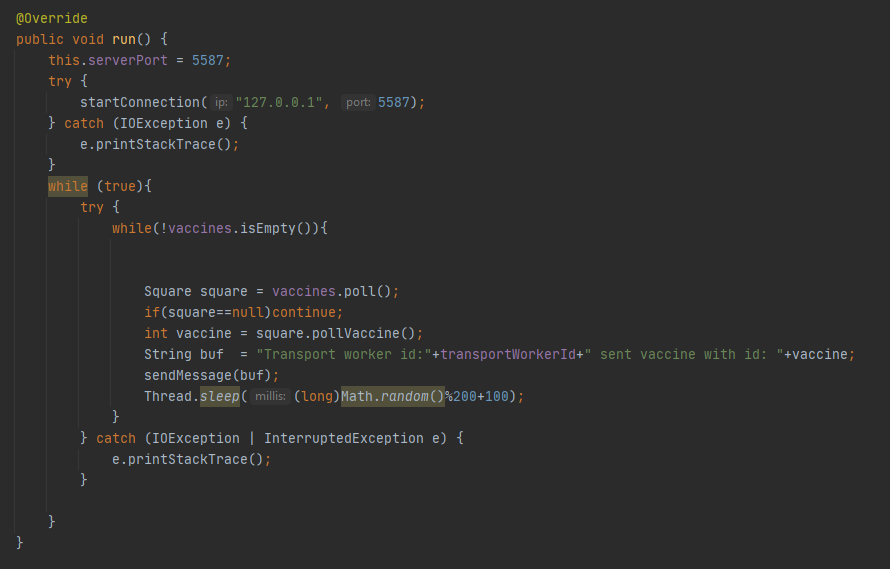 @Override
public void run() {
    this.serverPort = 5587;
    try {
        startConnection( ip: "127.0.0.1",  port: 5587);
    } catch (IOException e) {
        e.printStackTrace();
    }
    while (true){
        try {
            while(!vaccines.isEmpty()){
                Square square = vaccines.poll();
                if(square==null)continue;
                int vaccine = square.pollVaccine();
                String buf  = "Transport worker id:"+transportWorkerId+" sent vaccine with id: "+vaccine;
                sendMessage(buf);
                Thread.sleep( millis: (long)Math.random()%200+100);
            }
        } catch (IOException | InterruptedException e) {
            e.printStackTrace();
        }
    }
}